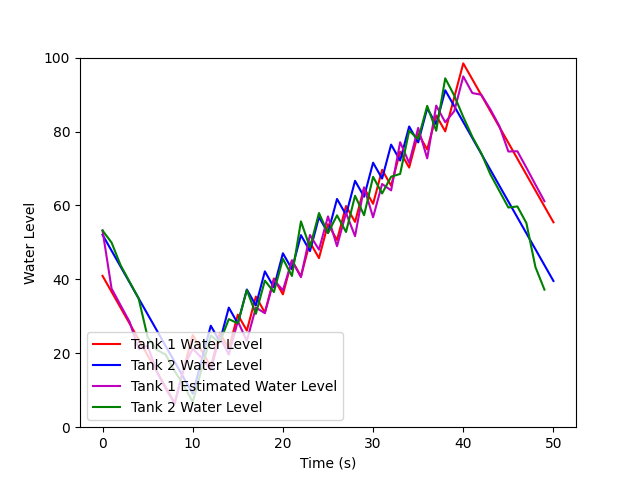 100
80
60
40
20
0
Water Level
Tank 1 Water Level
Tank 2 Water Level
Tank 1 Estimated Water Level
Tank 2 Water Level
0 10 20 30 40 50
Time (s)